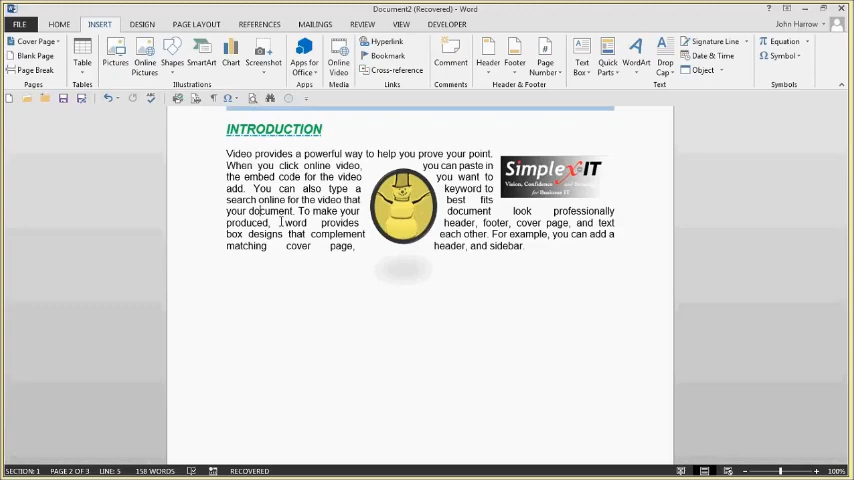 Document2 (Recovered) - Word
FILE HOME INSERT DESIGN PAGE LAYOUT REFERENCES MAILINGS REVIEW VIEW DEVELOPER John Harrow
Cover Page
Blank Page
Page Break
Pages
Table
Tables
Pictures
Online Pictures
Shapes
SmartArt
Chart
Screenshot
Illustrations
Apps for Office
Apps
Online Video
Media
Hyperlink
Bookmark
Cross-reference
Links
Comment
Comments
Header
Footer
Page Number
Header & Footer
Text Box
Quick Parts
WordArt
Drop Cap
Signature Line
Date & Time
Object
Text
Equation
Symbol
Symbols
INTRODUCTION
Video provides a powerful way to help you prove your point.
When you click online video, you can paste in
the embed code for the video you want to
add. You can also type a keyword to
search online for the video that best fits
your document. To make your document look professionally
produced, word provides header, footer, cover page, and text
box designs that complement each other. For example, you can add a
matching cover page, header, and sidebar.
Simplex-IT
Vision, Confidence
for Business IT
SECTION: 1 PAGE 2 OF 3 LINE: 5 158 WORDS RECOVERED 100%